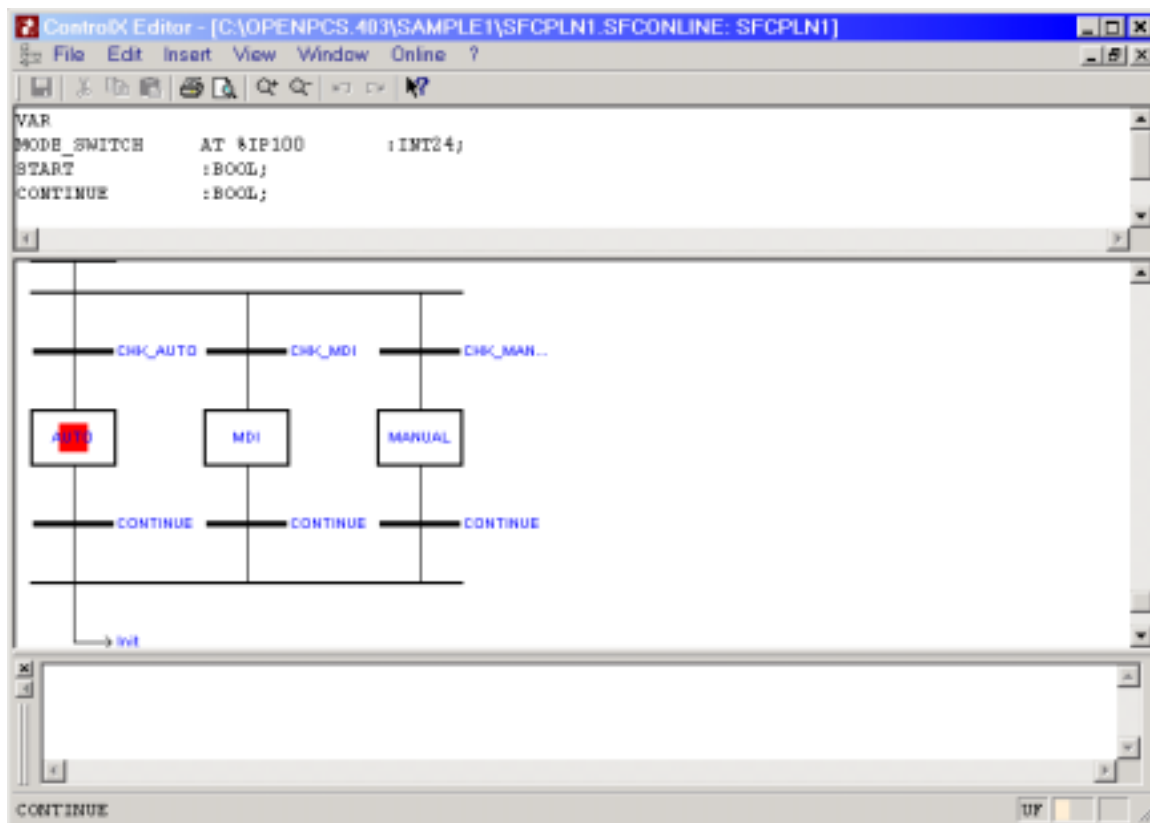 ControlX Editor - [C:\OPENPCS.403\SAMPLE1\SFCPLN1.SFCONLINE: SFCPLN1]
File Edit Insert View Window Online ?
VAR
MODE_SWITCH AT %IP100 :INT24;
START :BOOL;
CONTINUE :BOOL;
CHK_AUTO CHK_MDI CHK_MAN...
AUTO MDI MANUAL
CONTINUE CONTINUE CONTINUE
Init
CONTINUE UF